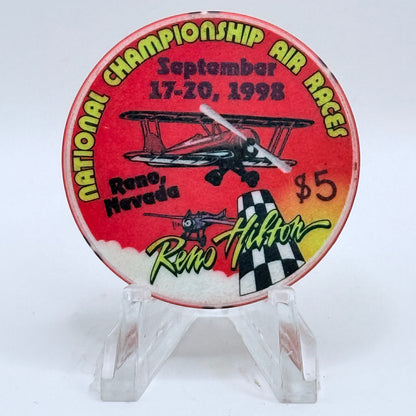 NATIONAL CHAMPIONSHIP AIR RACES
September
17-20, 1998
Reno,
Nevada
$5
Reno Hilton